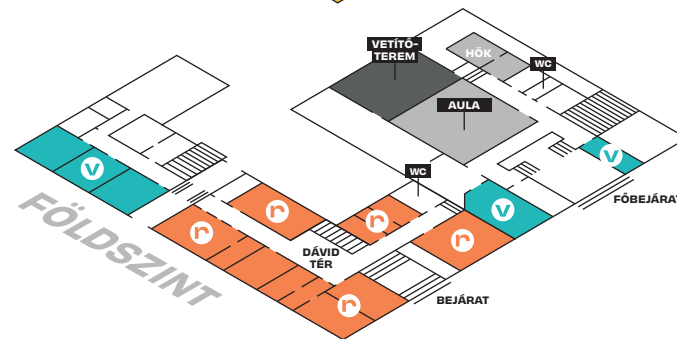 VETÍTŐ-
TEREM
HÖK
WC
AULA
v
v
WC
FŐBEJÁRAT
v
r
r
r
r
DÁVID
TÉR
r
BEJÁRAT
FÖLDSZINT